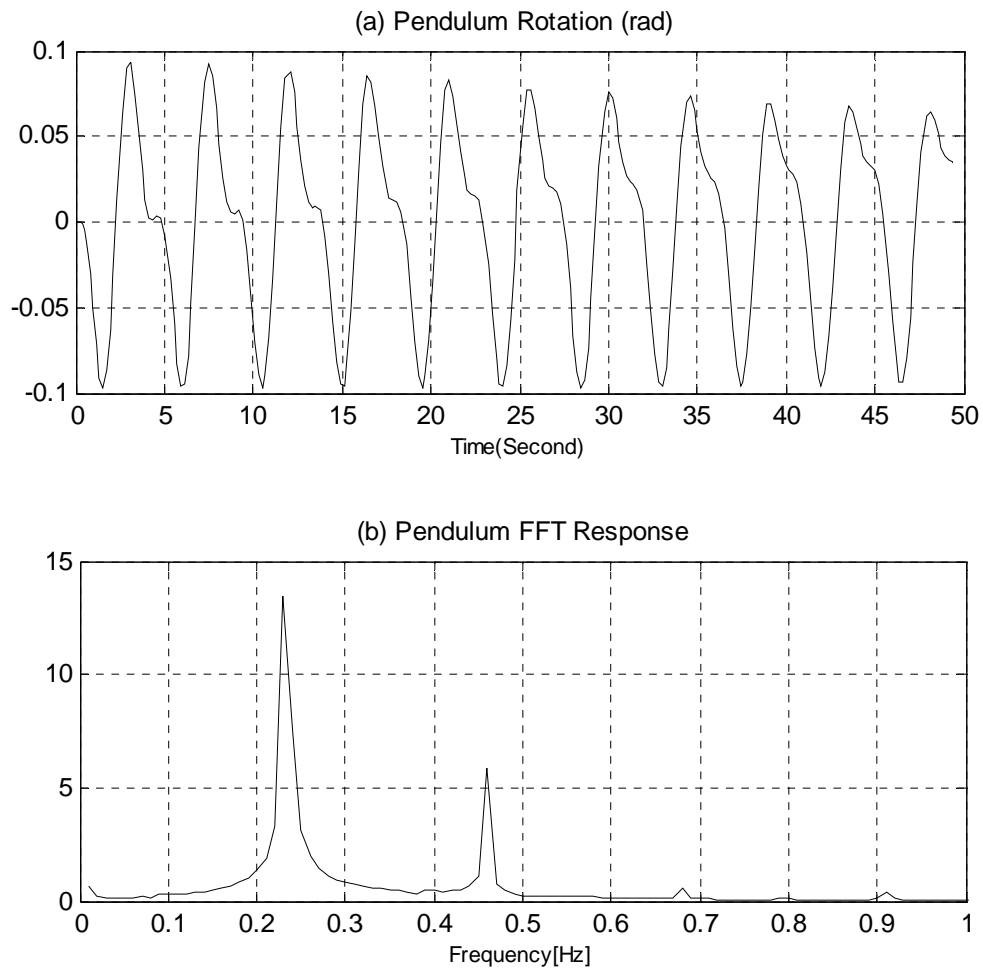 (a) Pendulum Rotation (rad)
0.1
0.05
0
-0.05
-0.1
0 5 10 15 20 25 30 35 40 45 50
Time(Second)
(b) Pendulum FFT Response
15
10
5
0
0 0.1 0.2 0.3 0.4 0.5 0.6 0.7 0.8 0.9 1
Frequency[Hz]